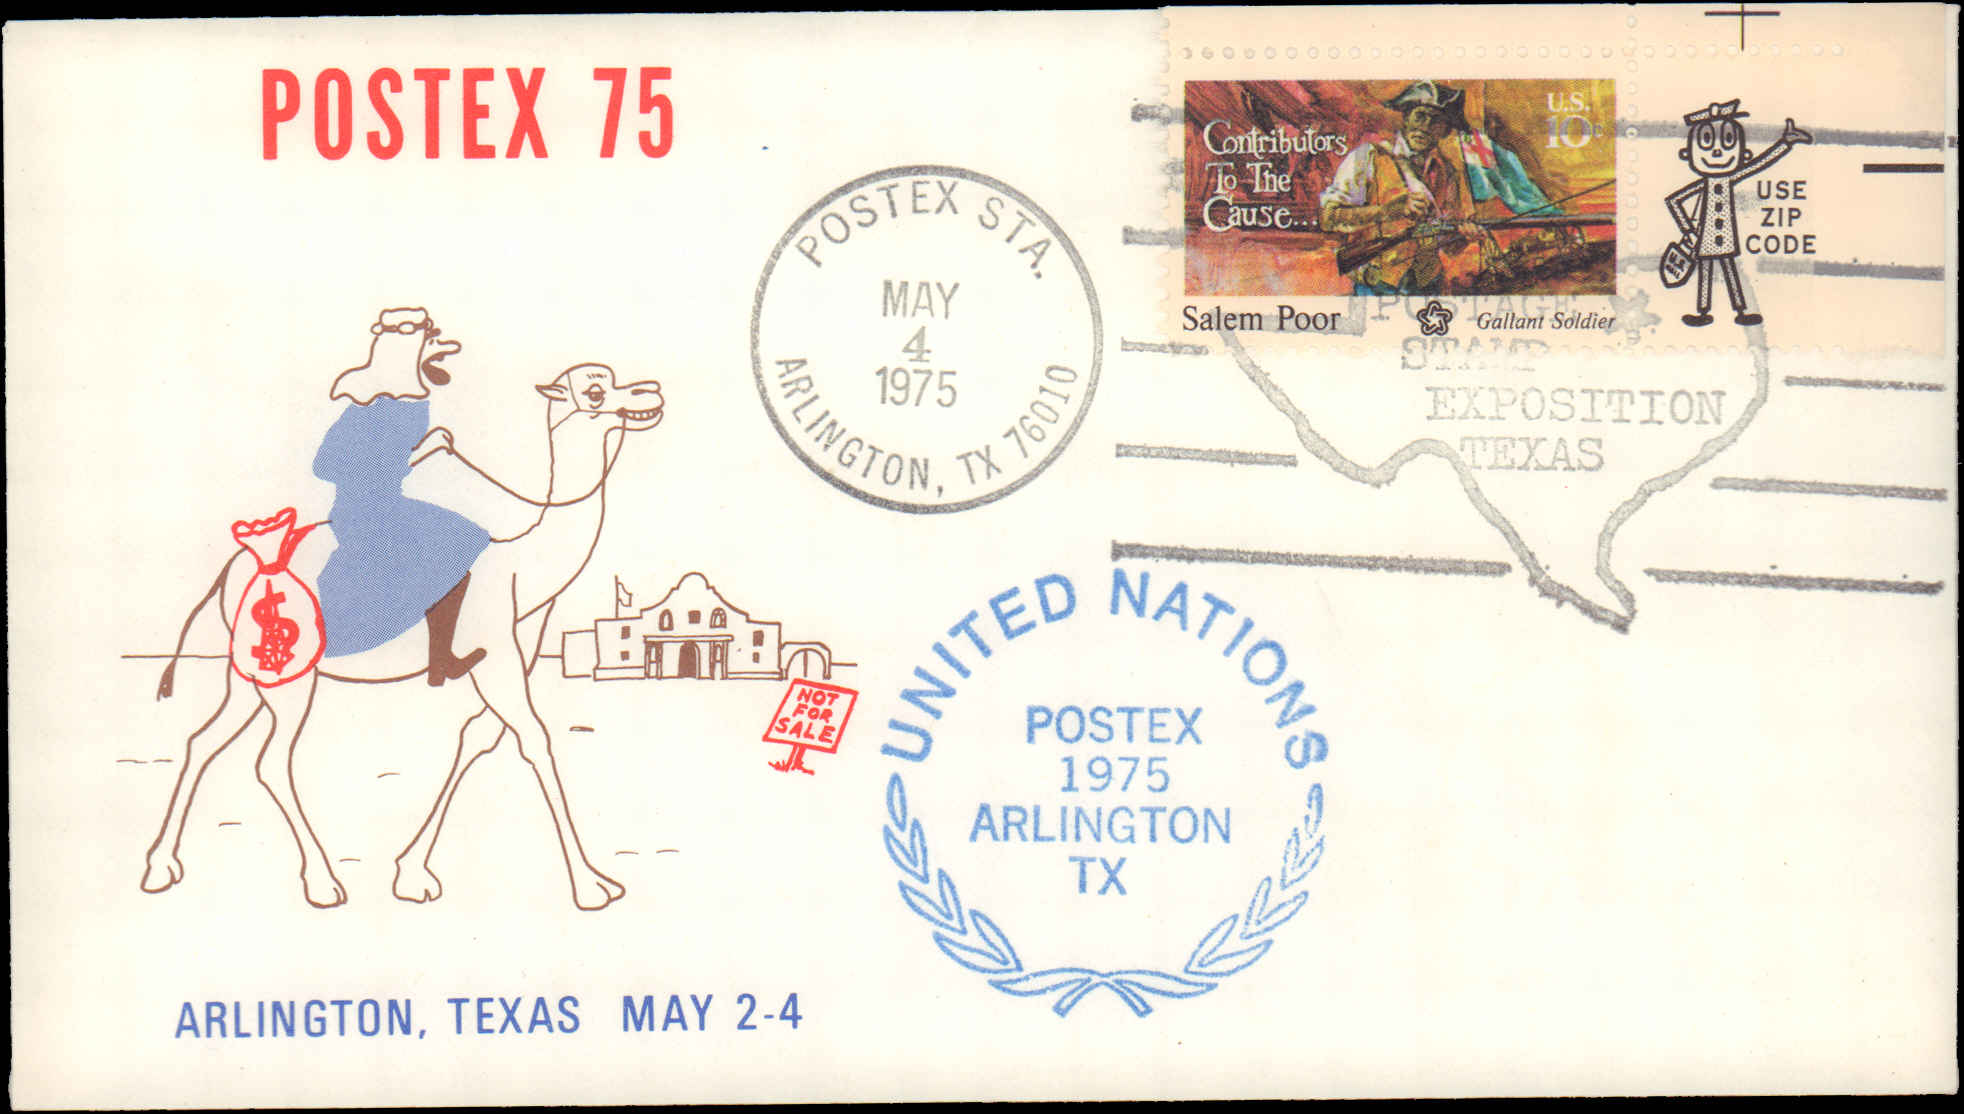 POSTEX 75
POSTEX STA.
MAY
4
1975
ARLINGTON, TX 76010
Contributors
To The
Cause...
U.S.
10c
Salem Poor
Gallant Soldier
USE
ZIP
CODE
POSTAGE
STAMP
EXPOSITION
TEXAS
$
NOT
FOR
SALE
UNITED NATIONS
POSTEX
1975
ARLINGTON
TX
ARLINGTON, TEXAS MAY 2-4